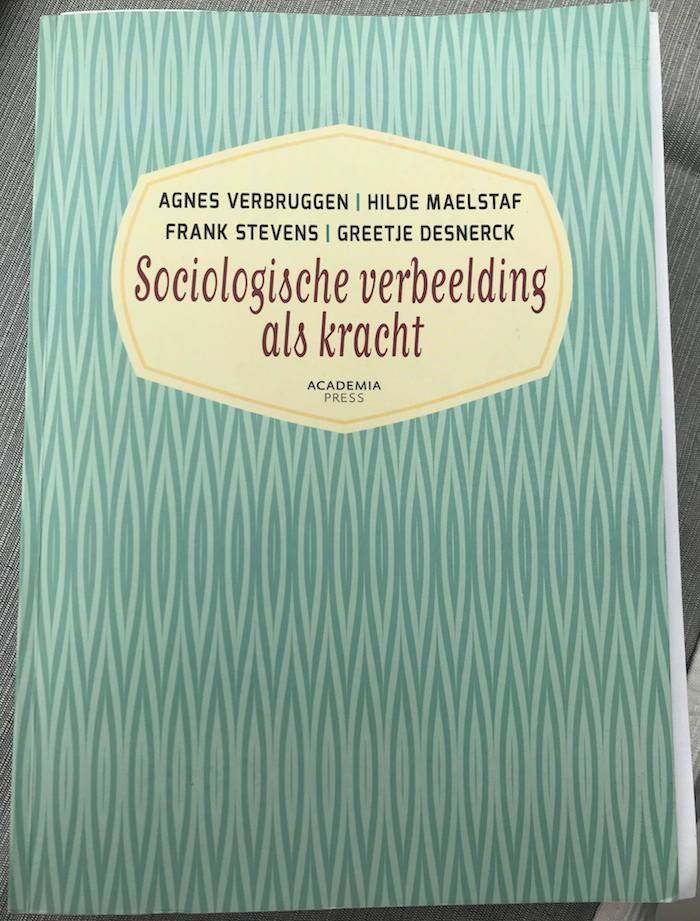 AGNES VERBRUGGEN | HILDE MAELSTAF
FRANK STEVENS | GREETJE DESNERCK
Sociologische verbeelding
als kracht
ACADEMIA
PRESS